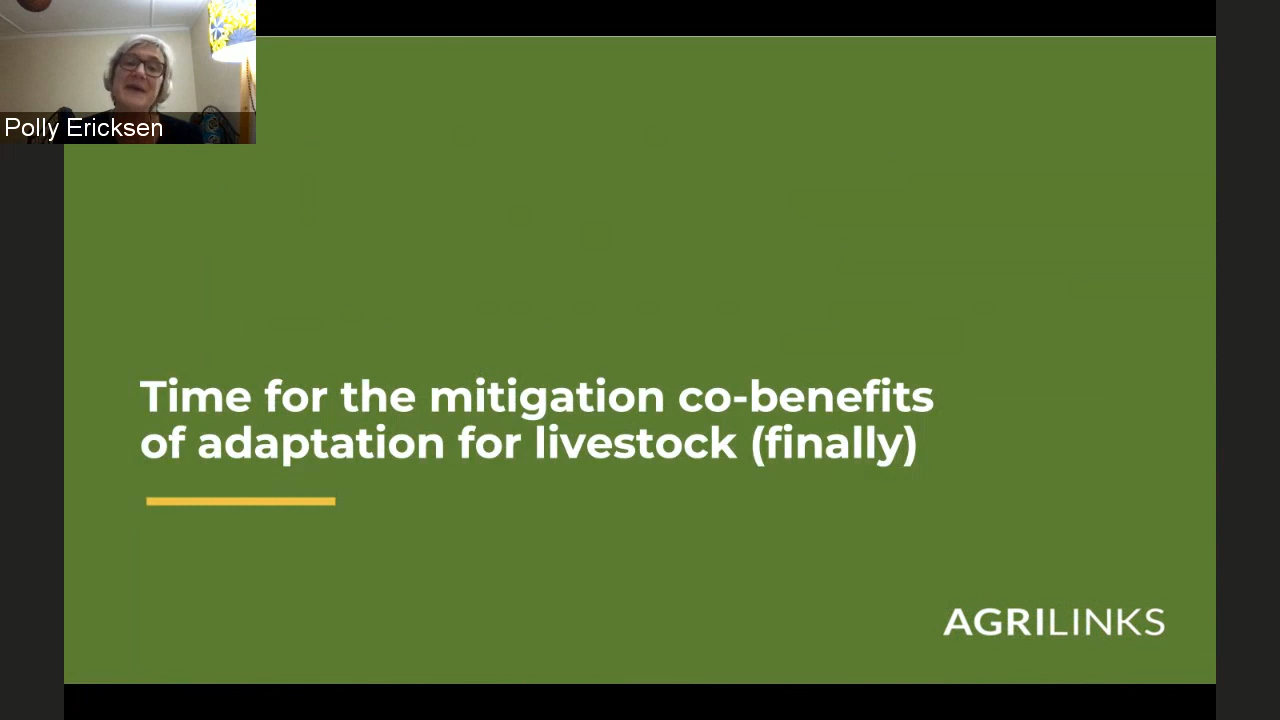 Polly Ericksen
Time for the mitigation co-benefits
of adaptation for livestock (finally)
AGRILINKS